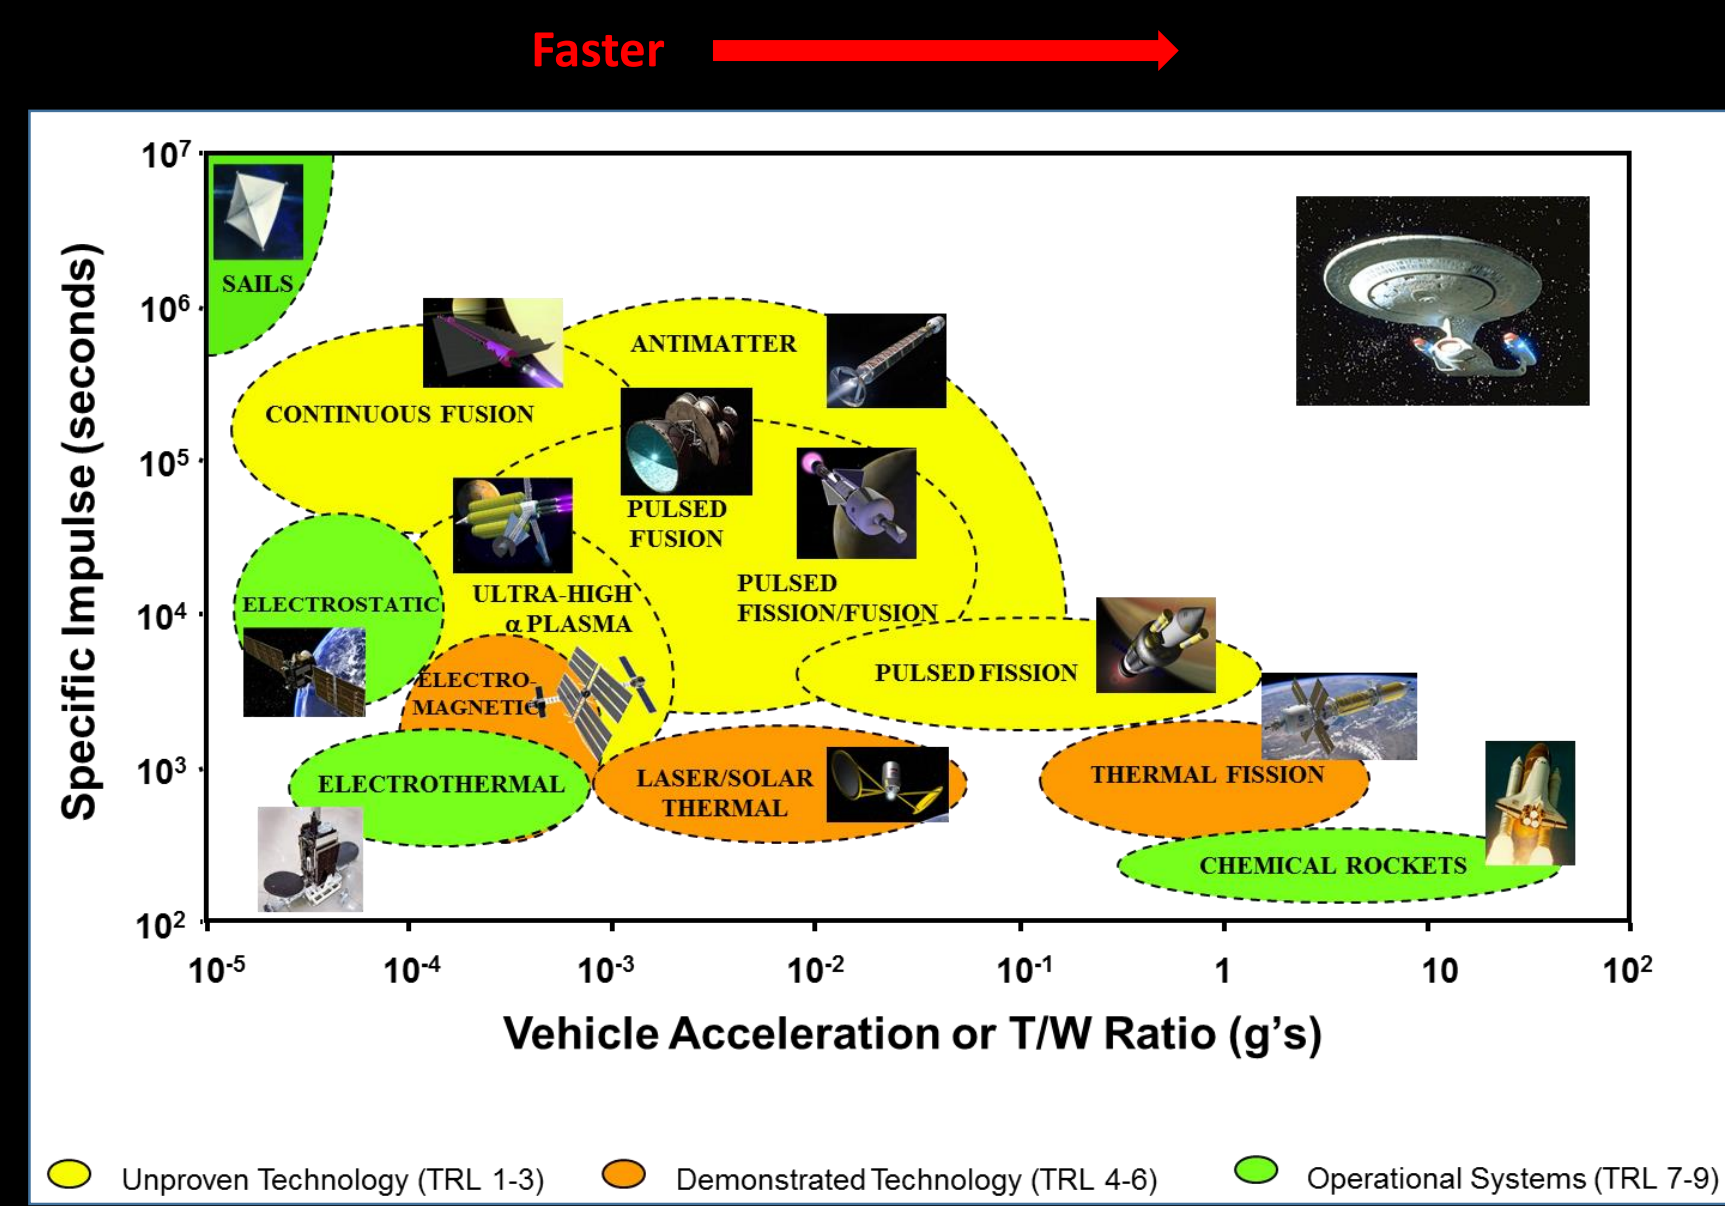 Faster
10⁷
10⁶
10⁵
10⁴
10³
10²
Specific Impulse (seconds)
SAILS
ANTIMATTER
CONTINUOUS FUSION
PULSED
FUSION
PULSED
FISSION/FUSION
ULTRA-HIGH
α PLASMA
ELECTROSTATIC
PULSED FISSION
ELECTRO-
MAGNETIC
ELECTROTHERMAL
LASER/SOLAR
THERMAL
THERMAL FISSION
CHEMICAL ROCKETS
10⁻⁵ 10⁻⁴ 10⁻³ 10⁻² 10⁻¹ 1 10 10²
Vehicle Acceleration or T/W Ratio (g’s)
Unproven Technology (TRL 1-3) Demonstrated Technology (TRL 4-6) Operational Systems (TRL 7-9)